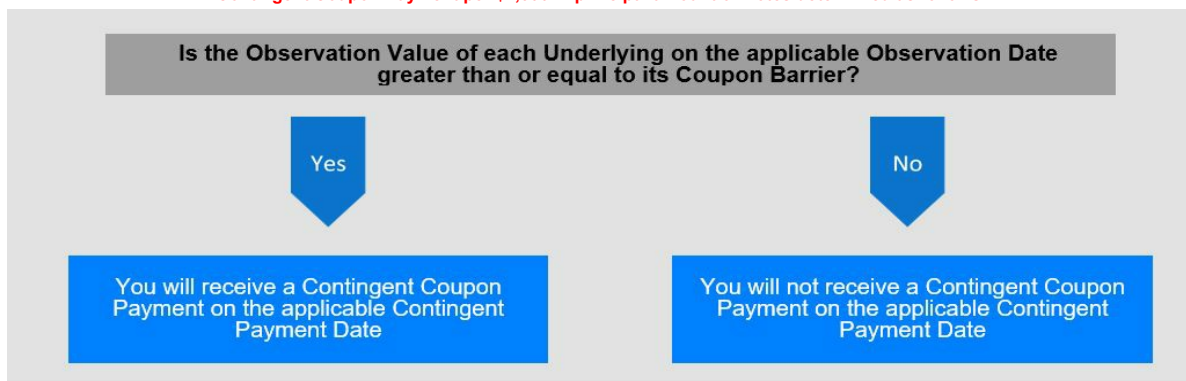 Is the Observation Value of each Underlying on the applicable Observation Date
greater than or equal to its Coupon Barrier?
Yes
No
You will receive a Contingent Coupon
Payment on the applicable Contingent
Payment Date
You will not receive a Contingent Coupon
Payment on the applicable Contingent
Payment Date